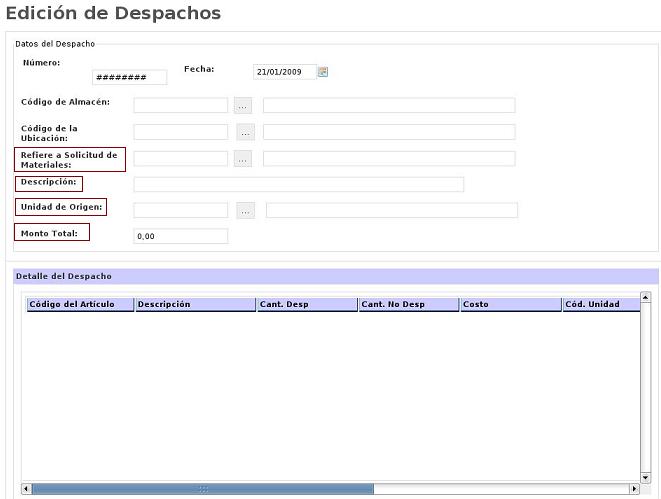 Edición de Despachos
Datos del Despacho
Número:
########
Fecha:
21/01/2009
Código de Almacén:
...
Código de la
Ubicación:
...
Refiere a Solicitud de
Materiales:
...
Descripción:
Unidad de Origen:
...
Monto Total:
0,00
Detalle del Despacho
Código del Artículo Descripción Cant. Desp Cant. No Desp Costo Cód. Unidad